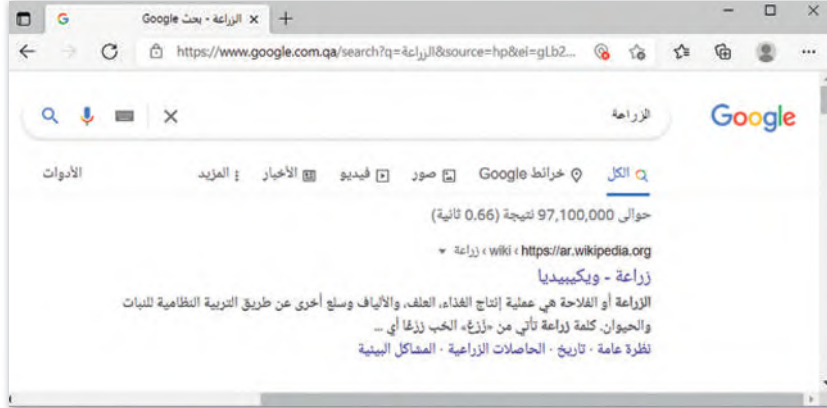 الزراعة - بحث Google
https://www.google.com.qa/search?q=الزراعة&source=hp&ei=gLb2...
الزراعة
Google
الكل
خرائط Google
صور
فيديو
الأخبار
المزيد
الأدوات
حوالى 97,100,000 نتيجة (0.66 ثانية)
https://ar.wikipedia.org › wiki › زراعة
زراعة - ويكيبيديا
الزراعة أو الفلاحة هي عملية إنتاج الغذاء، العلف، والألياف وسلع أخرى عن طريق التربية النظامية للنبات
والحيوان. كلمة زراعة تأتي من «زَرَعَ» الحب زرعًا أي ...
نظرة عامة · تاريخ · الحاصلات الزراعية · المشاكل البيئية